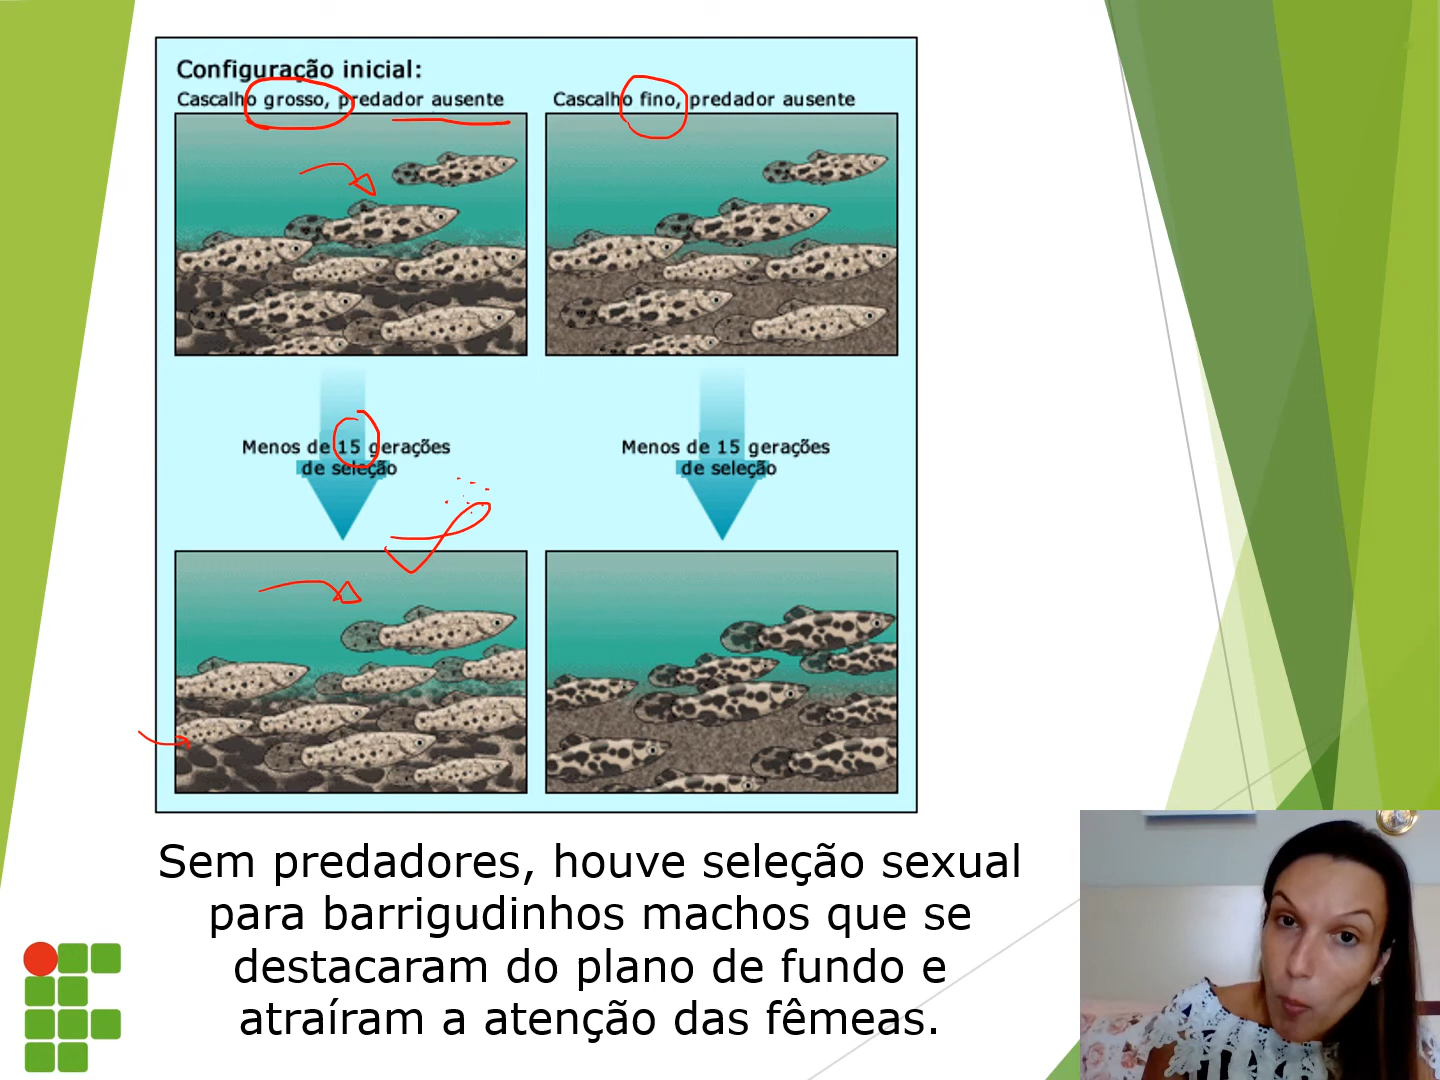 Configuração inicial:
Cascalho grosso, predador ausente
Cascalho fino, predador ausente
Menos de 15 gerações
de seleção
Menos de 15 gerações
de seleção
Sem predadores, houve seleção sexual
para barrigudinhos machos que se
destacaram do plano de fundo e
atraíram a atenção das fêmeas.